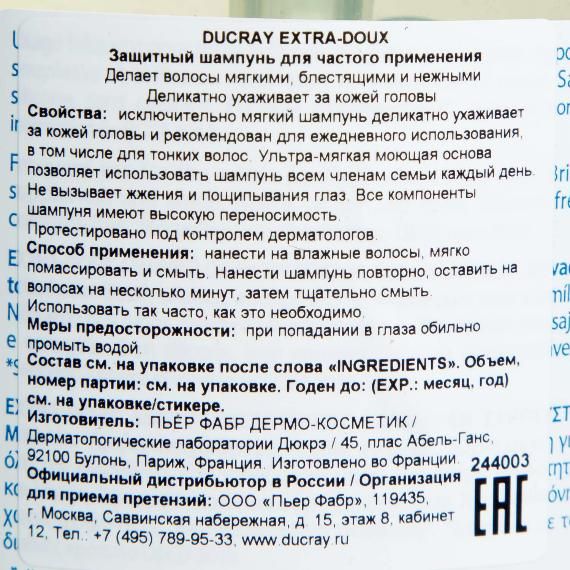 DUCRAY EXTRA-DOUX
Защитный шампунь для частого применения
Делает волосы мягкими, блестящими и нежными
Деликатно ухаживает за кожей головы
Свойства: исключительно мягкий шампунь деликатно ухаживает
за кожей головы и рекомендован для ежедневного использования,
в том числе для тонких волос. Ультра-мягкая моющая основа
позволяет использовать шампунь всем членам семьи каждый день.
Не вызывает жжения и пощипывания глаз. Все компоненты
шампуня имеют высокую переносимость.
Протестировано под контролем дерматологов.
Способ применения: нанести на влажные волосы, мягко
помассировать и смыть. Нанести шампунь повторно, оставить на
волосах на несколько минут, затем тщательно смыть.
Использовать так часто, как это необходимо.
Меры предосторожности: при попадании в глаза обильно
промыть водой.
Состав см. на упаковке после слова «INGREDIENTS». Объем,
номер партии: см. на упаковке. Годен до: (EXP.: месяц, год)
см. на упаковке/стикере.
Изготовитель: ПЬЕР ФАБР ДЕРМО-КОСМЕТИК /
Дерматологические лаборатории Дюкрэ / 45, плас Абель-Ганс,
92100 Булонь, Париж, Франция. Изготовлено во Франции.
Официальный дистрибьютор в России / Организация
для приема претензий: ООО «Пьер Фабр», 119435,
г. Москва, Саввинская набережная, д. 15, этаж 8, кабинет
12, Тел.: +7 (495) 789-95-33, www.ducray.ru
244003
EAC